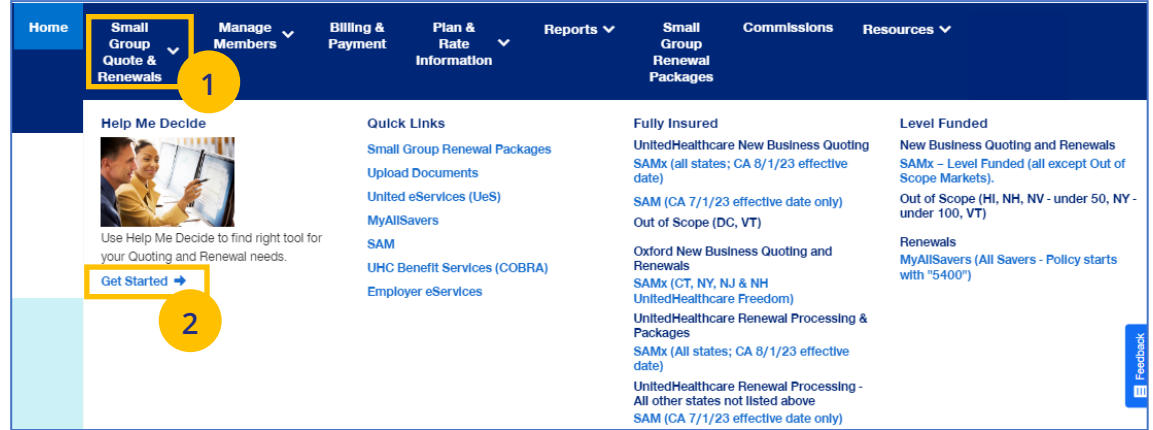 Home
Small
Group
Quote &
Renewals
Manage
Members
Billing &
Payment
Plan &
Rate
Information
Reports
Small
Group
Renewal
Packages
Commissions
Resources
1
Help Me Decide
Use Help Me Decide to find right tool for
your Quoting and Renewal needs.
Get Started
2
Quick Links
Small Group Renewal Packages
Upload Documents
United eServices (UeS)
MyAllSavers
SAM
UHC Benefit Services (COBRA)
Employer eServices
Fully Insured
UnitedHealthcare New Business Quoting
SAMx (all states; CA 8/1/23 effective
date)
SAM (CA 7/1/23 effective date only)
Out of Scope (DC, VT)
Oxford New Business Quoting and
Renewals
SAMx (CT, NY, NJ & NH
UnitedHealthcare Freedom)
UnitedHealthcare Renewal Processing &
Packages
SAMx (All states; CA 8/1/23 effective
date)
UnitedHealthcare Renewal Processing -
All other states not listed above
SAM (CA 7/1/23 effective date only)
Level Funded
New Business Quoting and Renewals
SAMx – Level Funded (all except Out of
Scope Markets).
Out of Scope (HI, NH, NV - under 50, NY -
under 100, VT)
Renewals
MyAllSavers (All Savers - Policy starts
with "5400")
Feedback